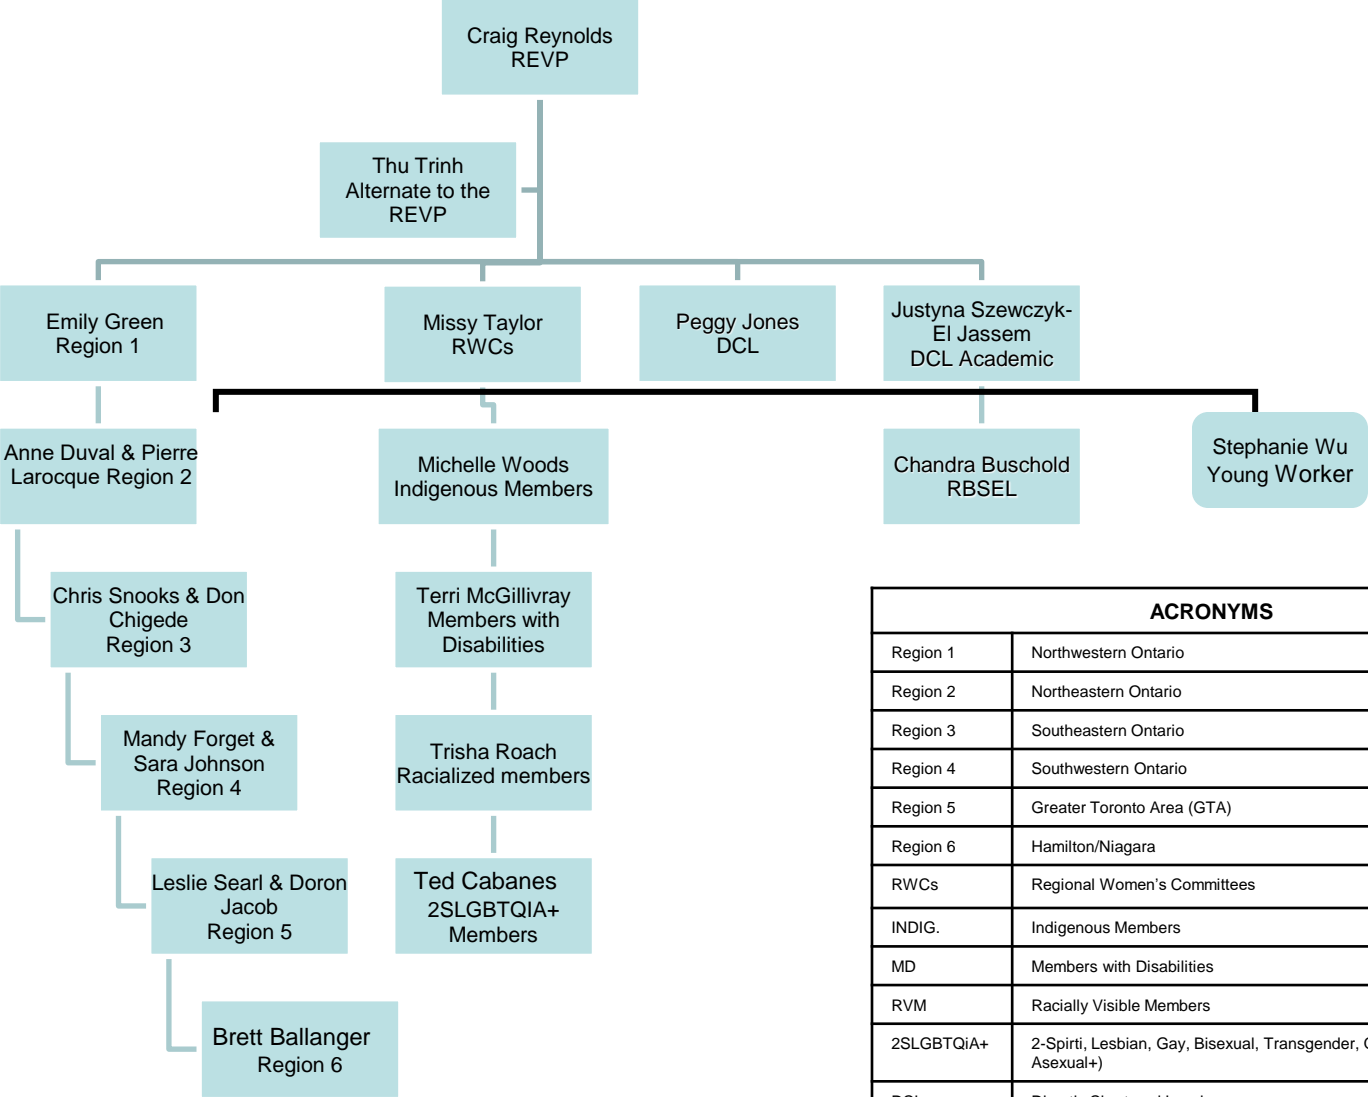 Craig Reynolds
REVP
Thu Trinh
Alternate to the
REVP
Emily Green
Region 1
Missy Taylor
RWCs
Peggy Jones
DCL
Justyna Szewczyk-
El Jassem
DCL Academic
Anne Duval & Pierre
Larocque Region 2
Michelle Woods
Indigenous Members
Chandra Buschold
RBSEL
Stephanie Wu
Young Worker
Chris Snooks & Don
Chigede
Region 3
Terri McGillivray
Members with
Disabilities
Mandy Forget &
Sara Johnson
Region 4
Trisha Roach
Racialized members
Leslie Searl & Doron
Jacob
Region 5
Ted Cabanes
2SLGBTQIA+
Members
Brett Ballanger
Region 6
ACRONYMS
Region 1 Northwestern Ontario
Region 2 Northeastern Ontario
Region 3 Southeastern Ontario
Region 4 Southwestern Ontario
Region 5 Greater Toronto Area (GTA)
Region 6 Hamilton/Niagara
RWCs Regional Women's Committees
INDIG. Indigenous Members
MD Members with Disabilities
RVM Racially Visible Members
2SLGBTQiA+ 2-Spirti, Lesbian, Gay, Bisexual, Transgender,
Asexual+)